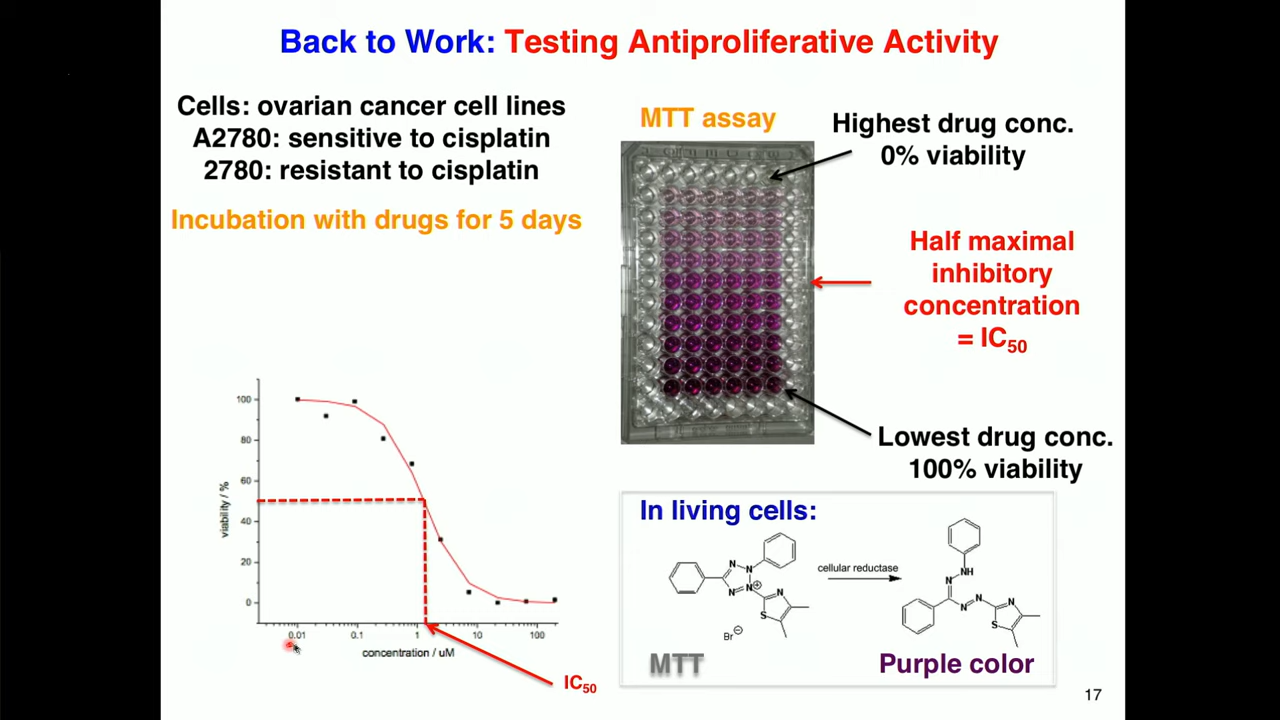 Back to Work: Testing Antiproliferative Activity
Cells: ovarian cancer cell lines
A2780: sensitive to cisplatin
2780: resistant to cisplatin
Incubation with drugs for 5 days
MTT assay
Highest drug conc.
0% viability
Half maximal
inhibitory
concentration
= IC50
Lowest drug conc.
100% viability
100
80
60
40
20
0
viability / %
0.01 0.1 1 10 100
concentration / uM
IC50
In living cells:
N N
N N
S N
Br
cellular reductase
N NH
N N
N
S
MTT
Purple color
17